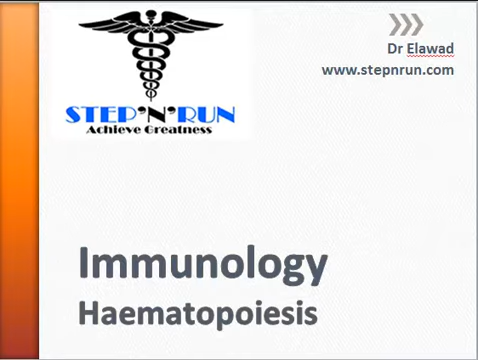 Dr Elawad
www.stepnrun.com
STEP'N'RUN
Achieve Greatness
Immunology
Haematopoiesis